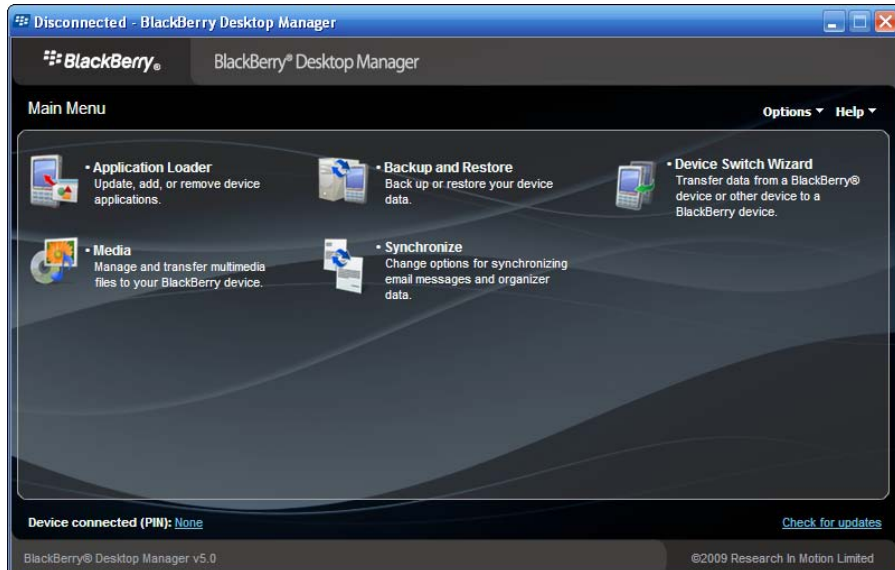 Disconnected - BlackBerry Desktop Manager
BlackBerry®
BlackBerry® Desktop Manager
Main Menu
Options
Help
• Application Loader
Update, add, or remove device
applications.
• Backup and Restore
Back up or restore your device
data.
• Device Switch Wizard
Transfer data from a BlackBerry®
device or other device to a
BlackBerry device.
• Media
Manage and transfer multimedia
files to your BlackBerry device.
• Synchronize
Change options for synchronizing
email messages and organizer
data.
Device connected (PIN): None
Check for updates
BlackBerry® Desktop Manager v5.0
©2009 Research In Motion Limited